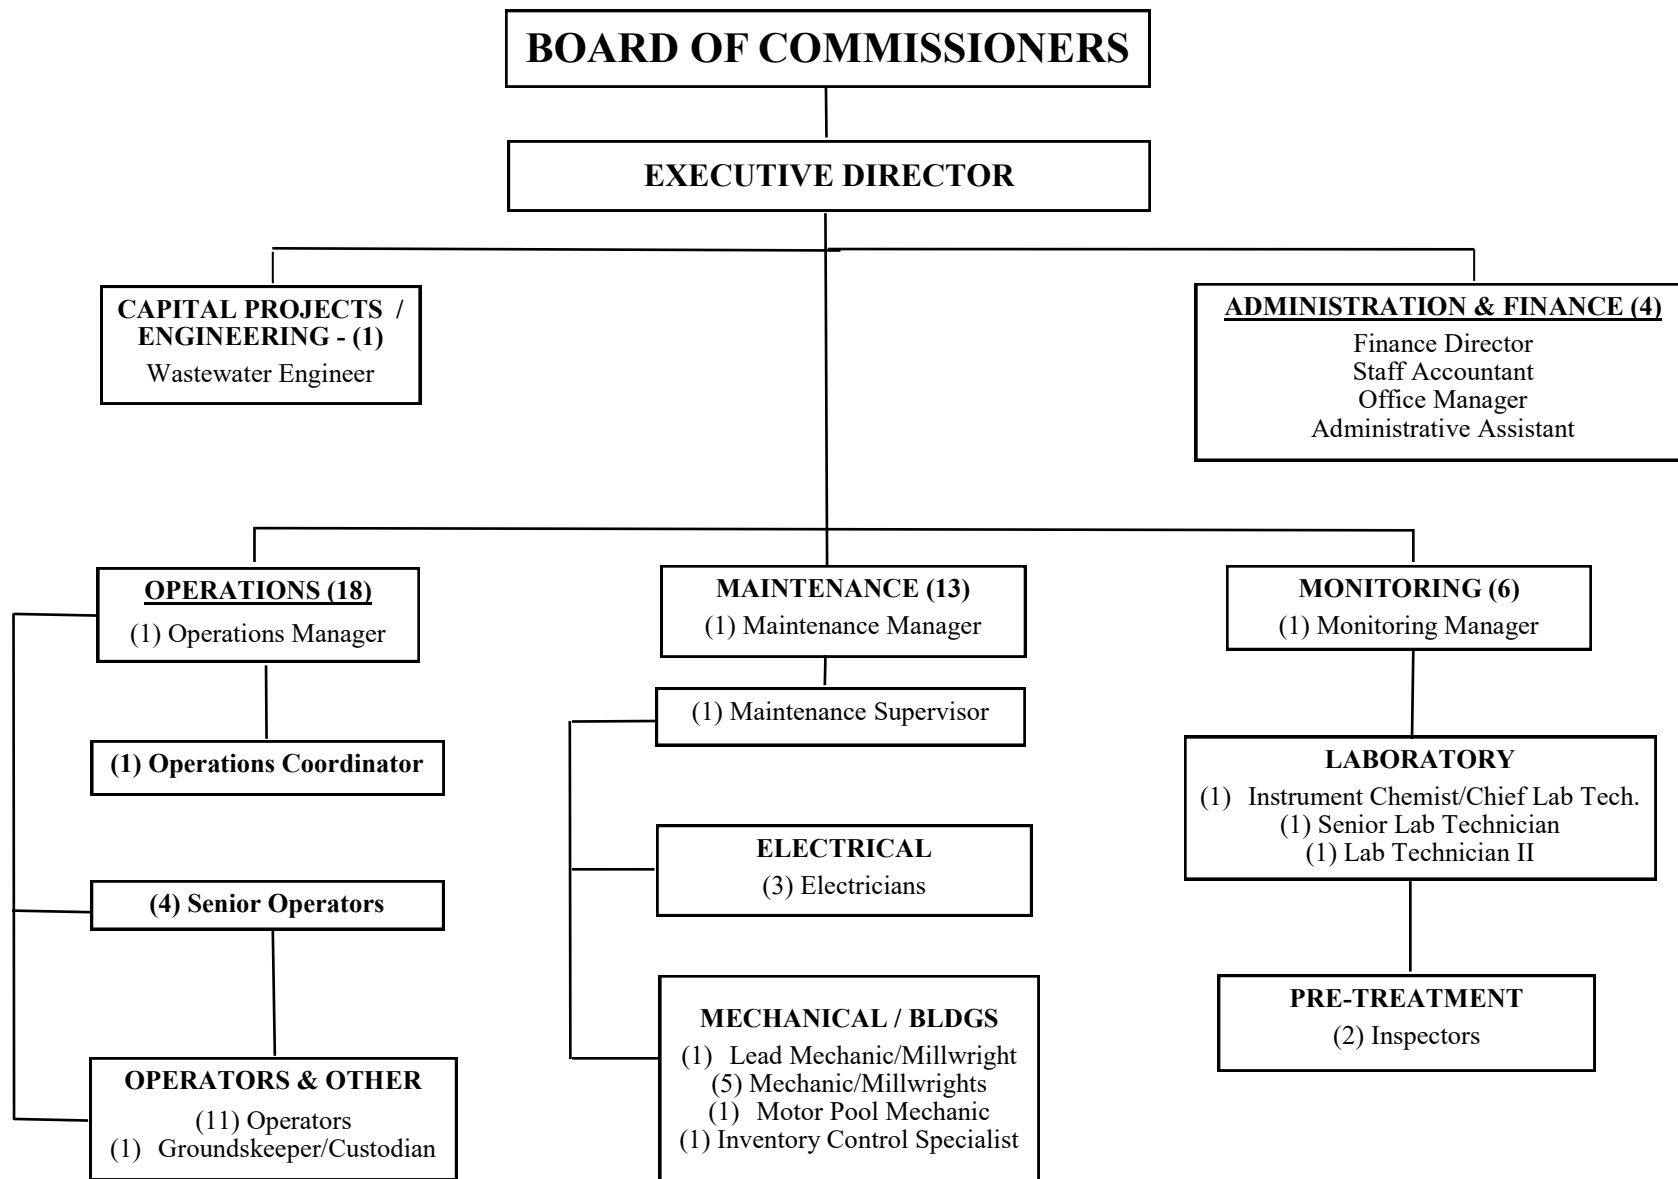 BOARD OF COMMISSIONERS
EXECUTIVE DIRECTOR
CAPITAL PROJECTS /
ENGINEERING - (1)
Wastewater Engineer
ADMINISTRATION & FINANCE (4)
Finance Director
Staff Accountant
Office Manager
Administrative Assistant
OPERATIONS (18)
(1) Operations Manager
(1) Operations Coordinator
(4) Senior Operators
OPERATORS & OTHER
(11) Operators
(1) Groundskeeper/Custodian
MAINTENANCE (13)
(1) Maintenance Manager
(1) Maintenance Supervisor
ELECTRICAL
(3) Electricians
MECHANICAL / BLDGS
(1) Lead Mechanic/Millwright
(5) Mechanic/Millwrights
(1) Motor Pool Mechanic
(1) Inventory Control Specialist
MONITORING (6)
(1) Monitoring Manager
LABORATORY
(1) Instrument Chemist/Chief Lab Tech.
(1) Senior Lab Technician
(1) Lab Technician II
PRE-TREATMENT
(2) Inspectors